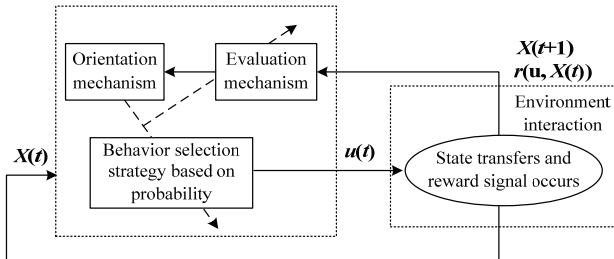 Orientation
mechanism
Evaluation
mechanism
X(t+1)
r(u, X(t))
Environment
interaction
X(t)
Behavior selection
strategy based on
probability
u(t)
State transfers and
reward signal occurs